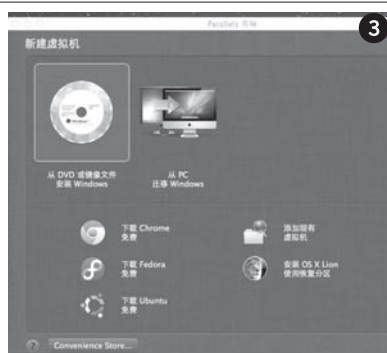 3
Parallels 向导
新建虚拟机
从 DVD 或镜像文件
安装 Windows
从 PC
迁移 Windows
下载 Chrome
免费
添加现有
虚拟机
下载 Fedora
免费
安装 OS X Lion
使用恢复分区
下载 Ubuntu
免费
? Convenience Store...